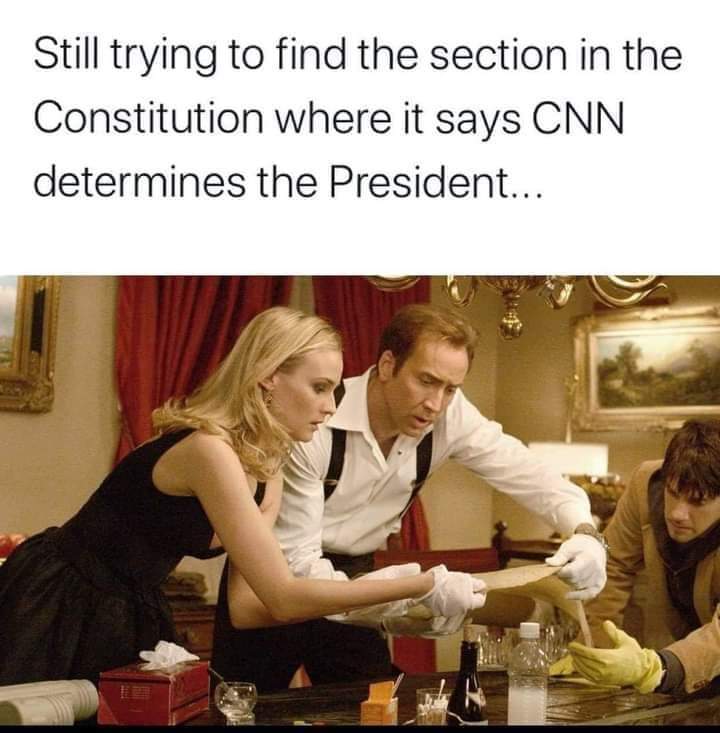 Still trying to find the section in the
Constitution where it says CNN
determines the President...